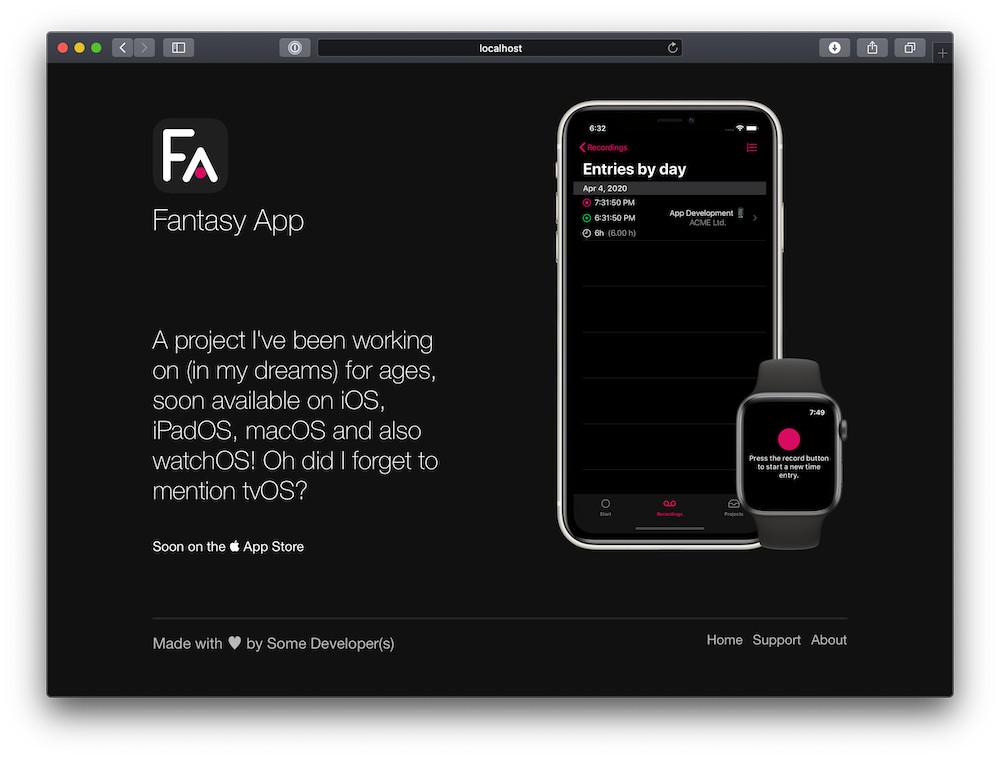 localhost
FA
Fantasy App
A project I've been working
on (in my dreams) for ages,
soon available on iOS,
iPadOS, macOS and also
watchOS! Oh did I forget to
mention tvOS?
Soon on the App Store
6:32
Recordings
Entries by day
Apr 4, 2020
7:31:50 PM
6:31:50 PM
App Development
ACME Ltd.
6h (6.00 h)
Start
Recordings
Projects
7:49
Press the record button
to start a new time
entry.
Made with ♥ by Some Developer(s)
Home Support About